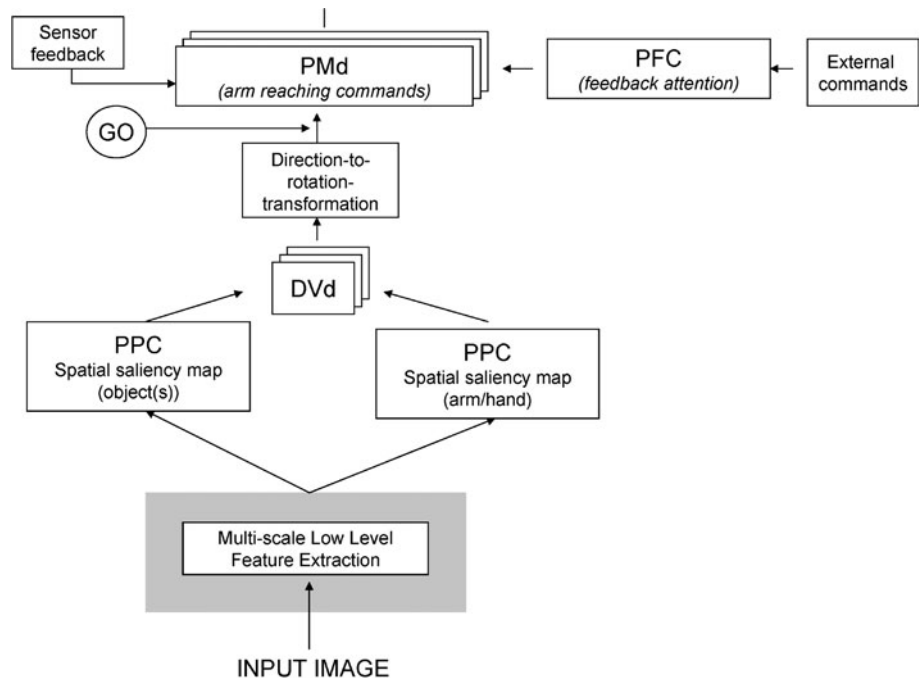 Sensor
feedback
PMd
(arm reaching commands)
PFC
(feedback attention)
External
commands
GO
Direction-to-
rotation-
transformation
DVd
PPC
Spatial saliency map
(object(s))
PPC
Spatial saliency map
(arm/hand)
Multi-scale Low Level
Feature Extraction
INPUT IMAGE